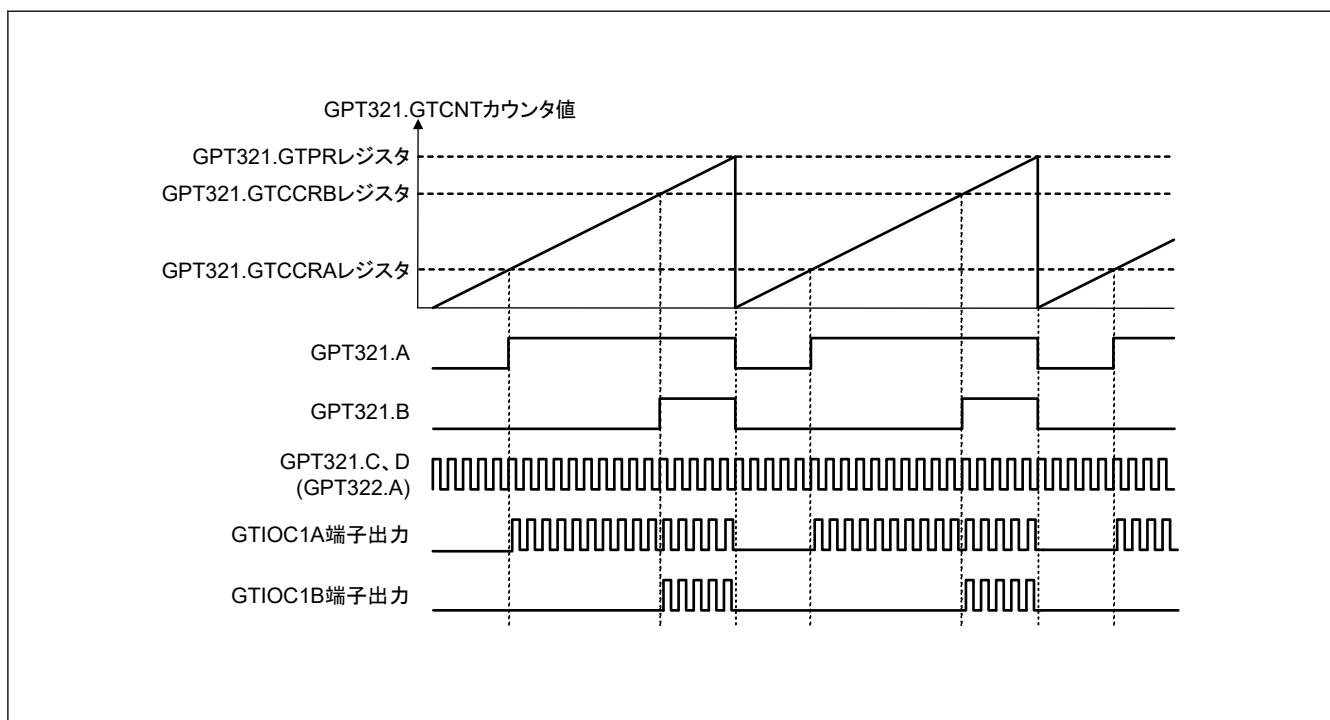 GPT321.GTCNTカウンタ値
GPT321.GTPRレジスタ
GPT321.GTCCRBレジスタ
GPT321.GTCCRAレジスタ
GPT321.A
GPT321.B
GPT321.C、D
(GPT322.A)
GTIOC1A端子出力
GTIOC1B端子出力